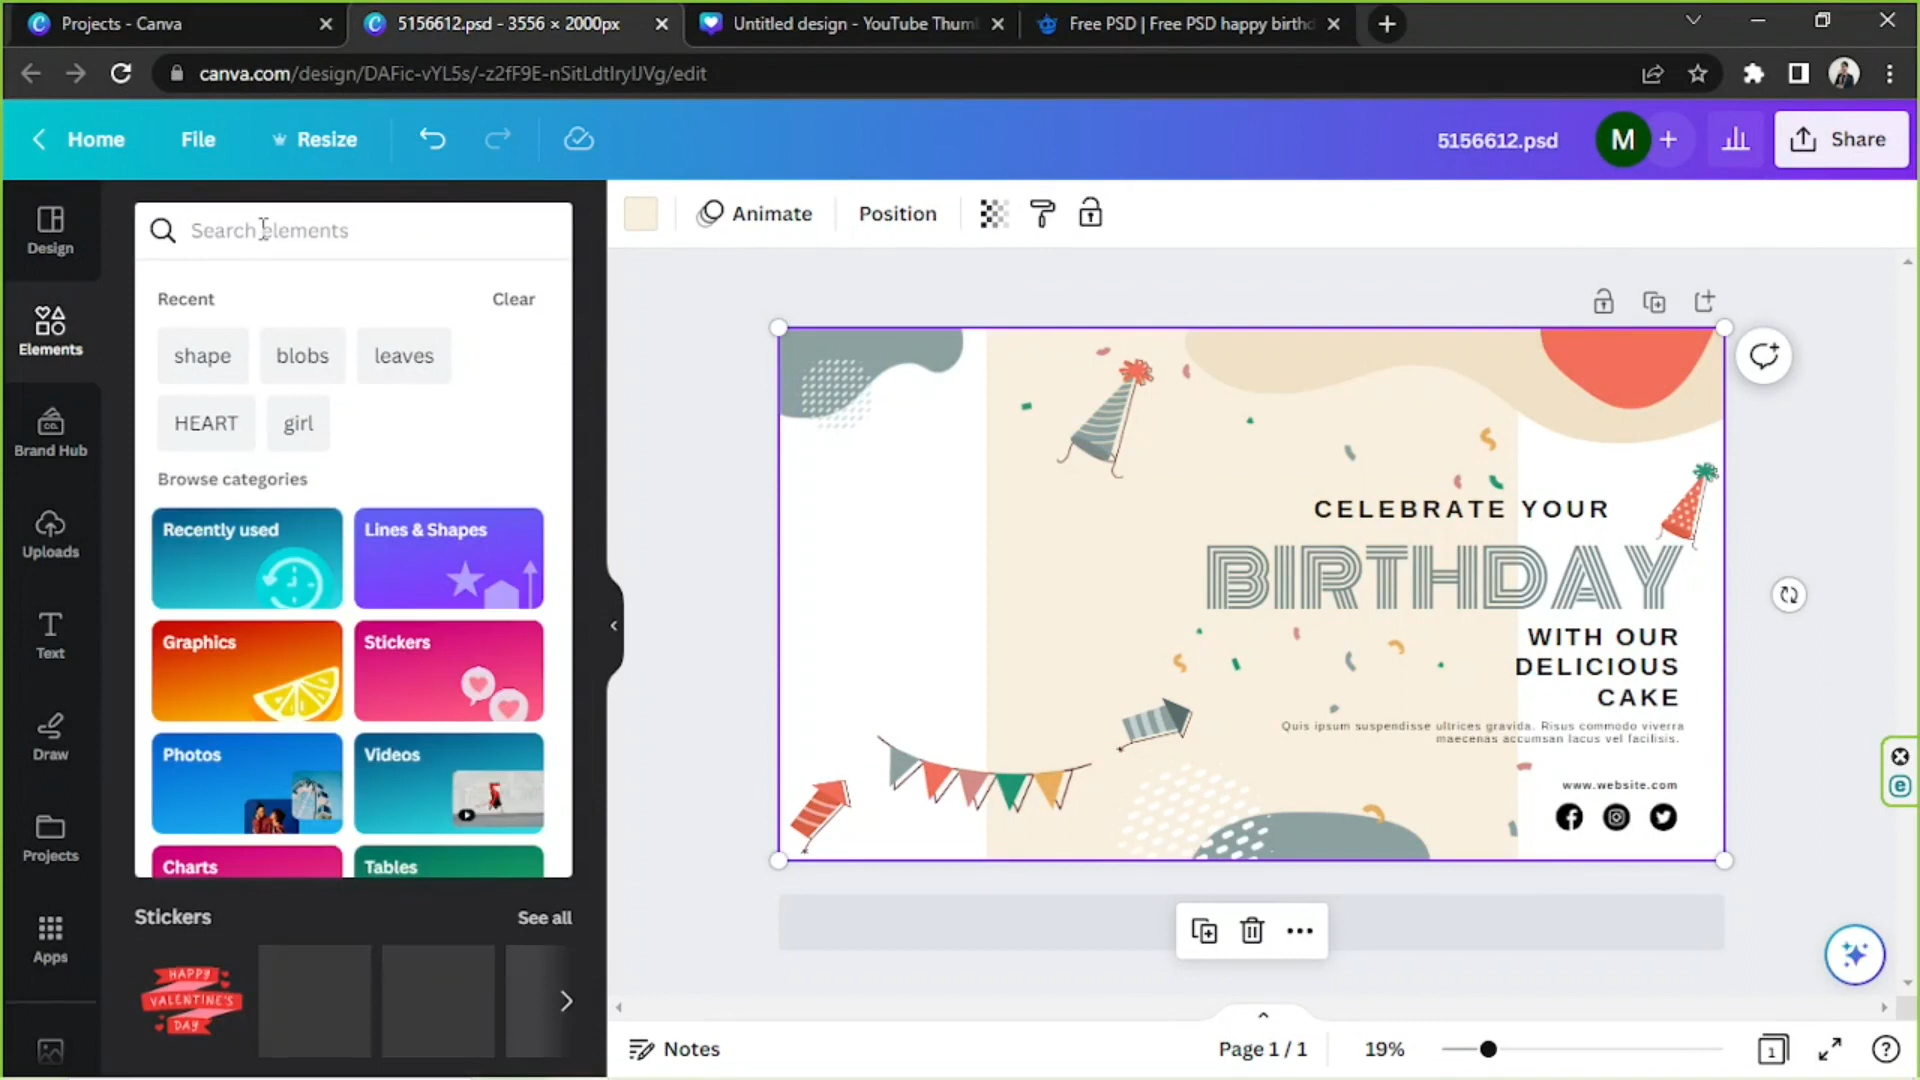 Projects - Canva
5156612.psd - 3556 × 2000px
Untitled design - YouTube Thum
Free PSD | Free PSD happy birthd
canva.com/design/DAFic-vYL5s/-z2fF9E-nSitLdtIryIJVg/edit
Home
File
Resize
5156612.psd
M
Share
Design
Elements
Brand Hub
Uploads
Text
Draw
Projects
Apps
Search elements
Recent
Clear
shape
blobs
leaves
HEART
girl
Browse categories
Recently used
Lines & Shapes
Graphics
Stickers
Photos
Videos
Charts
Tables
Stickers
See all
HAPPY
VALENTINE'S
DAY
Animate
Position
CELEBRATE YOUR
BIRTHDAY
WITH OUR
DELICIOUS
CAKE
Quis ipsum suspendisse ultrices gravida. Risus commodo viverra
maecenas accumsan lacus vel facilisis.
www.website.com
Notes
Page 1 / 1
19%
1